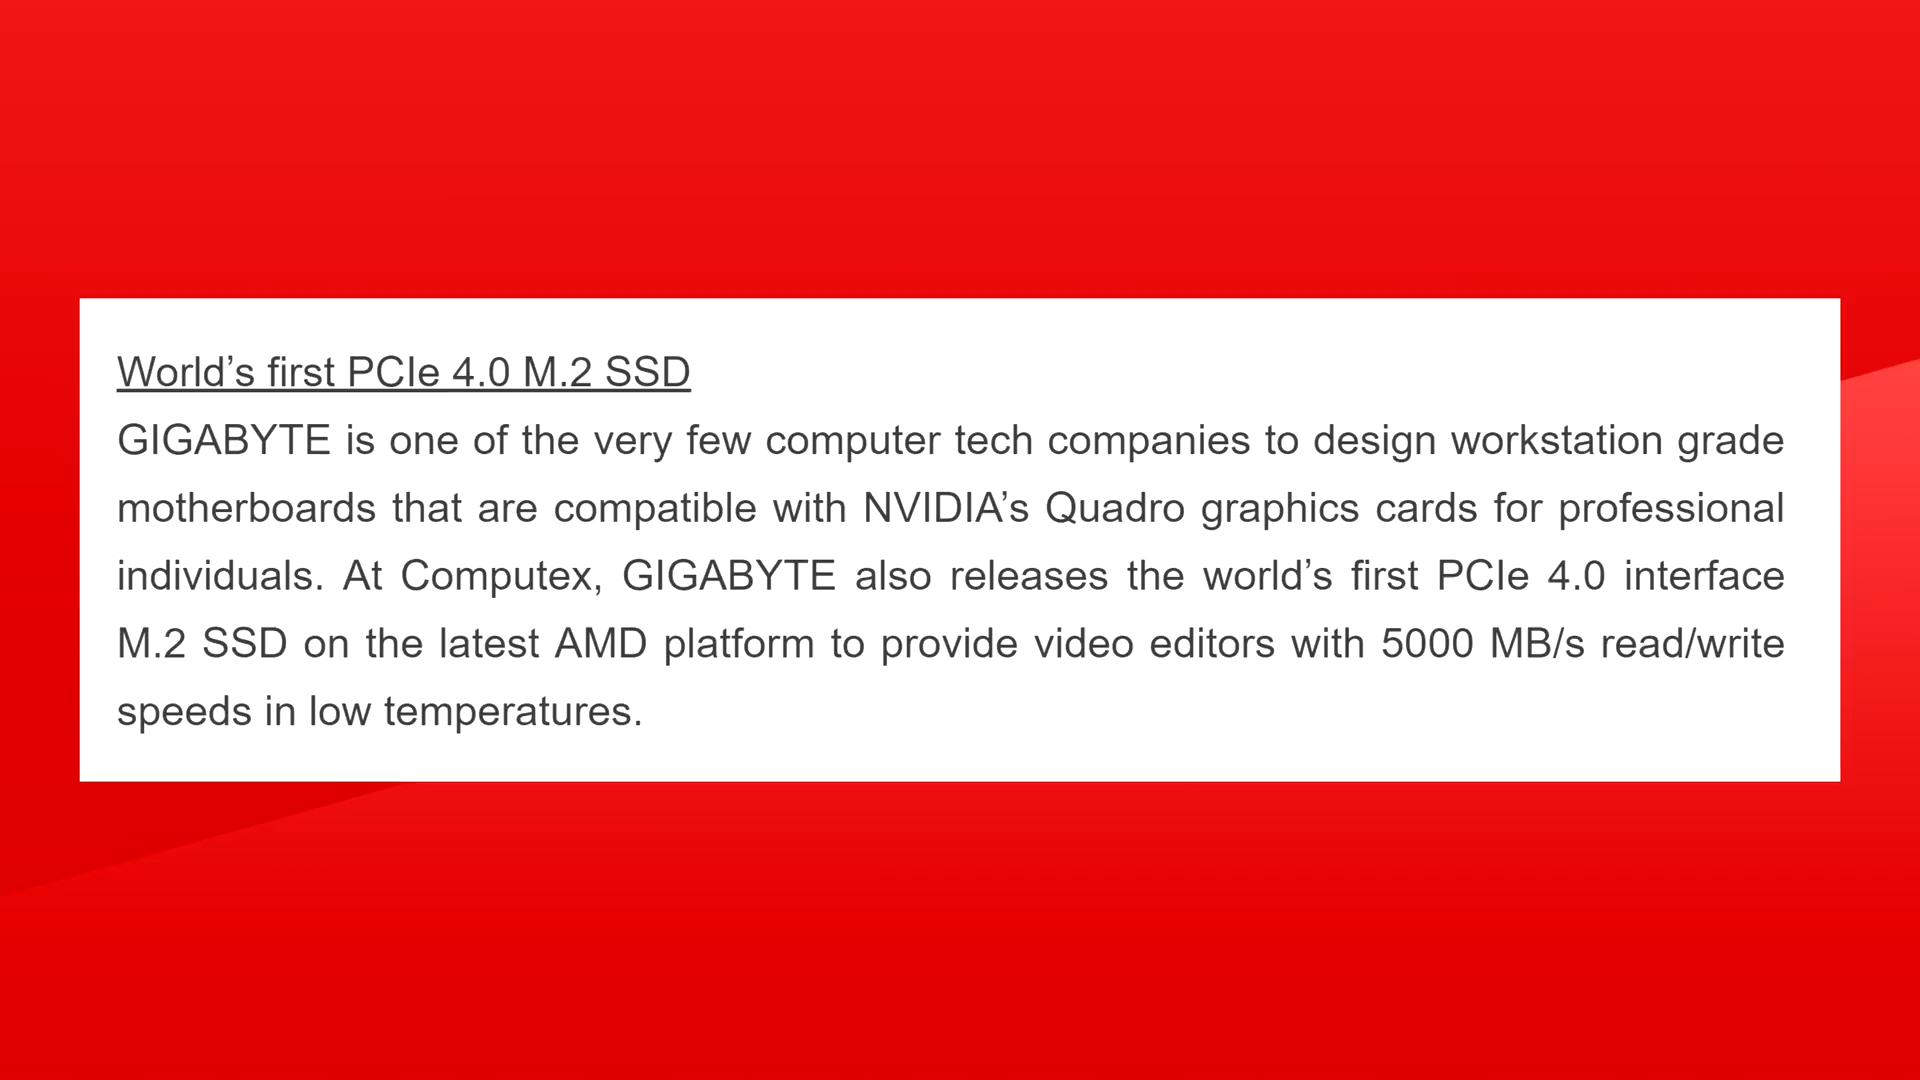 World’s first PCIe 4.0 M.2 SSD
GIGABYTE is one of the very few computer tech companies to design workstation grade
motherboards that are compatible with NVIDIA’s Quadro graphics cards for professional
individuals. At Computex, GIGABYTE also releases the world’s first PCIe 4.0 interface
M.2 SSD on the latest AMD platform to provide video editors with 5000 MB/s read/write
speeds in low temperatures.